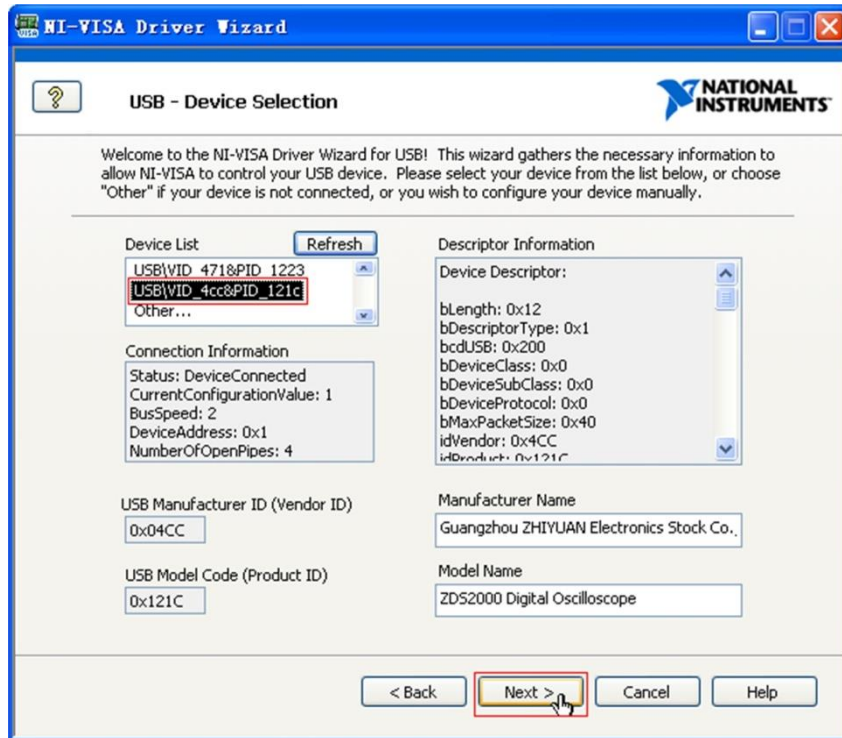 NI-VISA Driver Wizard
USB - Device Selection
NATIONAL
INSTRUMENTS
Welcome to the NI-VISA Driver Wizard for USB! This wizard gathers the necessary information to
allow NI-VISA to control your USB device. Please select your device from the list below, or choose
"Other" if your device is not connected, or you wish to configure your device manually.
Device List
Refresh
USB\VID_471&PID_1223
USB\VID_4cc&PID_121c
Other...
Connection Information
Status: DeviceConnected
CurrentConfigurationValue: 1
BusSpeed: 2
DeviceAddress: 0x1
NumberOfOpenPipes: 4
USB Manufacturer ID (Vendor ID)
0x04CC
USB Model Code (Product ID)
0x121C
Descriptor Information
Device Descriptor:
bLength: 0x12
bDescriptorType: 0x1
bcdUSB: 0x200
bDeviceClass: 0x0
bDeviceSubClass: 0x0
bDeviceProtocol: 0x0
bMaxPacketSize: 0x40
idVendor: 0x4CC
idProduct: 0x121C
Manufacturer Name
Guangzhou ZHIYUAN Electronics Stock Co.,
Model Name
ZDS2000 Digital Oscilloscope
< Back
Next >
Cancel
Help